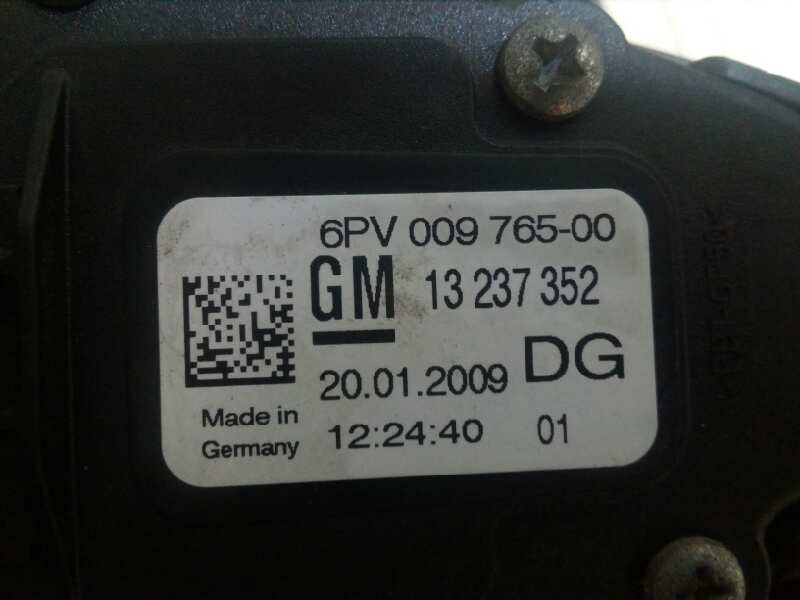 6PV 009 765-00
GM 13 237 352
20.01.2009 DG
Made in
Germany
12:24:40 01